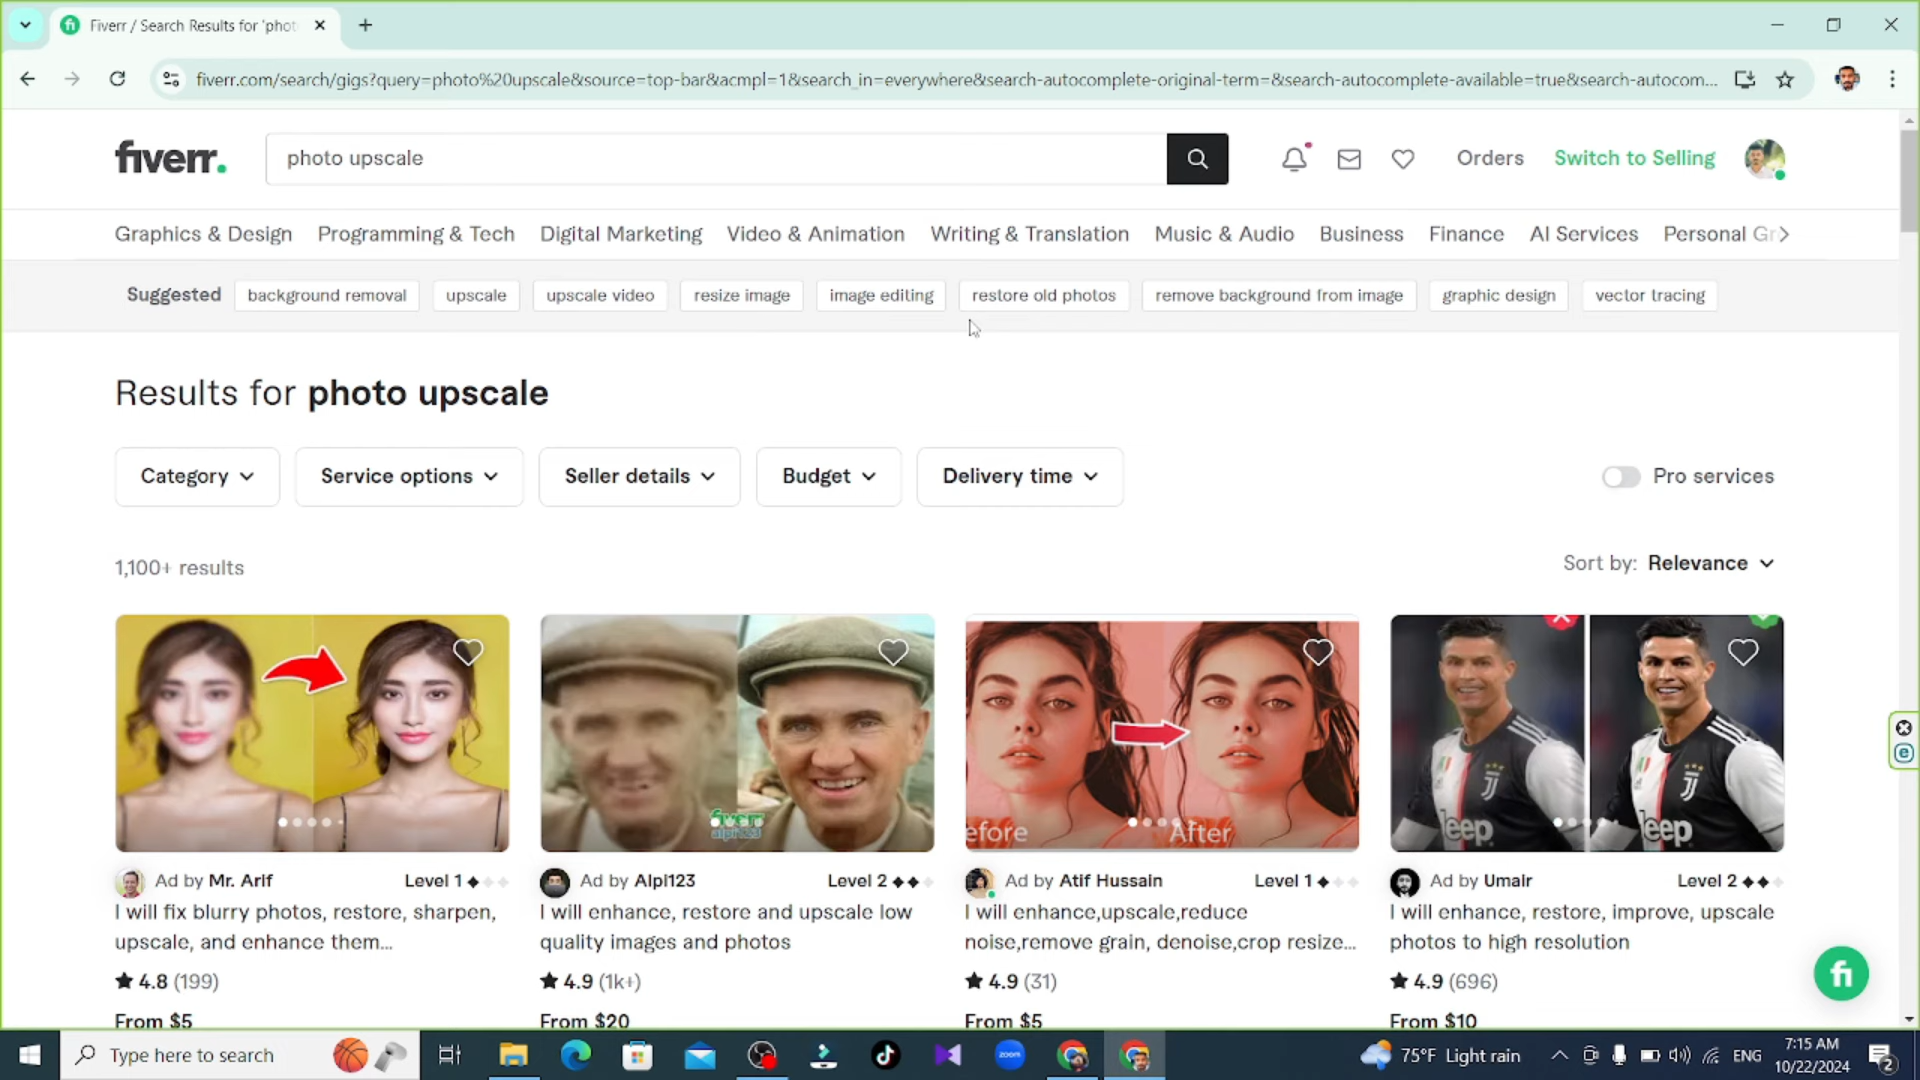 Fiverr / Search Results for 'phot
fiverr.com/search/gigs?query=photo%20upscale&source=top-bar&acmpl=1&search_in=everywhere&search-autocomplete-original-term=&search-autocomplete-available=true&search-autocom...
fiverr.
photo upscale
Orders
Switch to Selling
Graphics & Design Programming & Tech Digital Marketing Video & Animation Writing & Translation Music & Audio Business Finance AI Services Personal Gr
Suggested background removal upscale upscale video resize image image editing restore old photos remove background from image graphic design vector tracing
Results for photo upscale
Category Service options Seller details Budget Delivery time Pro services
1,100+ results
Sort by: Relevance
fiverr
alpi123
efore After
Jeep Jeep
Ad by Mr. Arif Level 1
I will fix blurry photos, restore, sharpen,
upscale, and enhance them...
4.8 (199)
From $5
Ad by Alpi123 Level 2
I will enhance, restore and upscale low
quality images and photos
4.9 (1k+)
From $20
Ad by Atif Hussain Level 1
I will enhance,upscale,reduce
noise,remove grain, denoise,crop resize...
4.9 (31)
From $5
Ad by Umair Level 2
I will enhance, restore, improve, upscale
photos to high resolution
4.9 (696)
From $10
fi
Type here to search
zoom
75°F Light rain
ENG
7:15 AM
10/22/2024
2